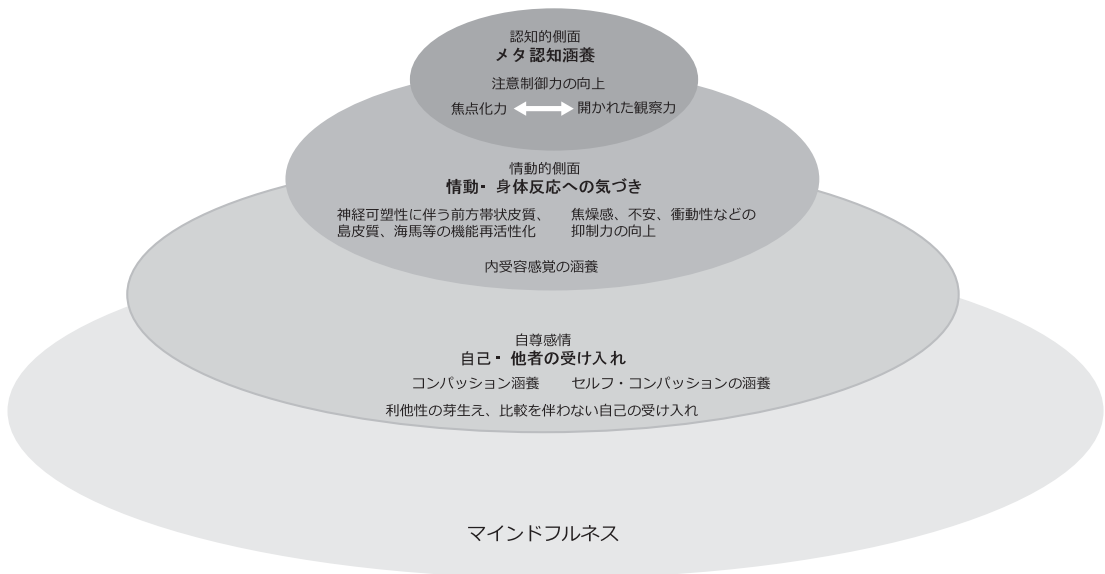 認知的側面
メタ認知涵養
注意制御力の向上
焦点化力 開かれた観察力
情動的側面
情動・身体反応への気づき
神経可塑性に伴う前方帯状皮質、
島皮質、海馬等の機能再活性化
焦燥感、不安、衝動性などの
抑制力の向上
内受容感覚の涵養
自尊感情
自己・他者の受け入れ
コンパッション涵養 セルフ・コンパッションの涵養
利他性の芽生え、比較を伴わない自己の受け入れ
マインドフルネス